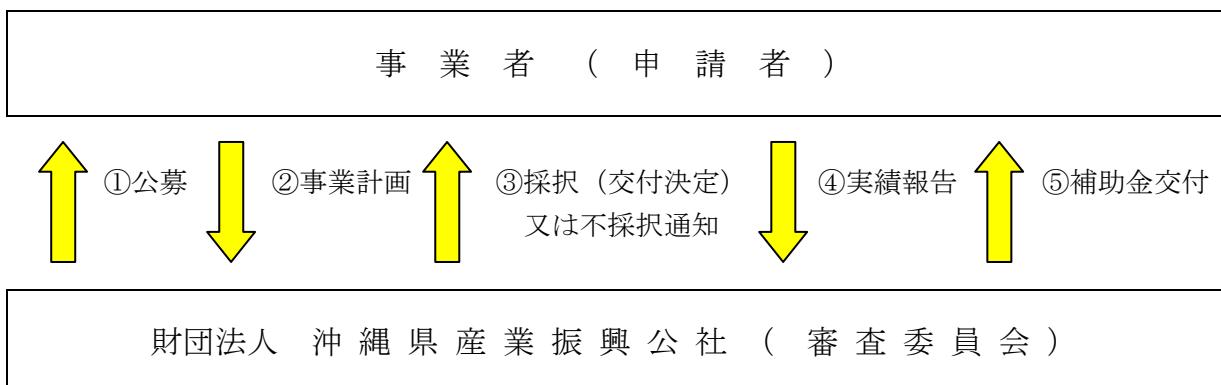 事業者（申請者）
①公募
②事業計画
③採択（交付決定）
又は不採択通知
④実績報告
⑤補助金交付
財団法人 沖縄県産業振興公社（審査委員会）